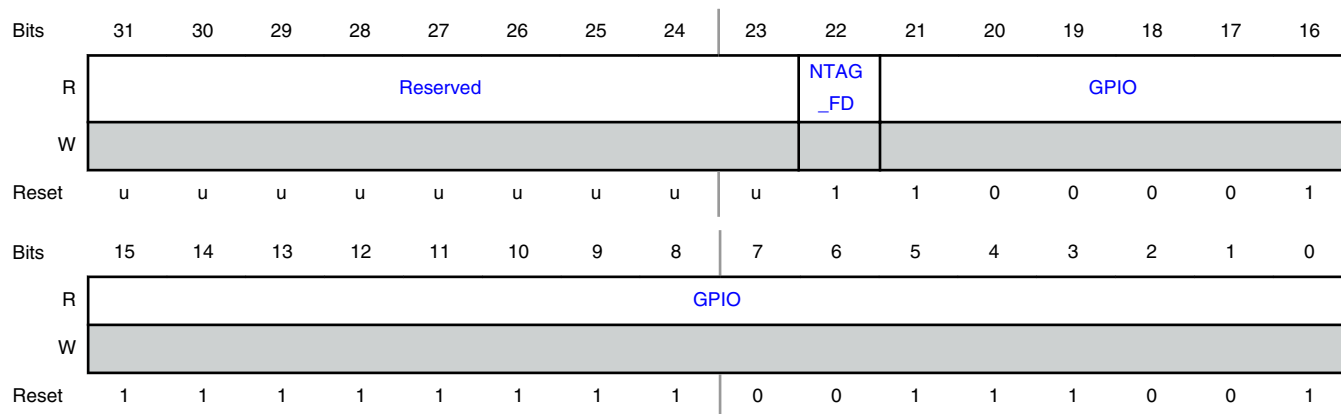 Bits 31 30 29 28 27 26 25 24 23 22 21 20 19 18 17 16
R Reserved NTAG _FD GPIO
W
Reset u u u u u u u u u 1 1 0 0 0 0 1
Bits 15 14 13 12 11 10 9 8 7 6 5 4 3 2 1 0
R GPIO
W
Reset 1 1 1 1 1 1 1 1 0 0 1 1 1 0 0 1